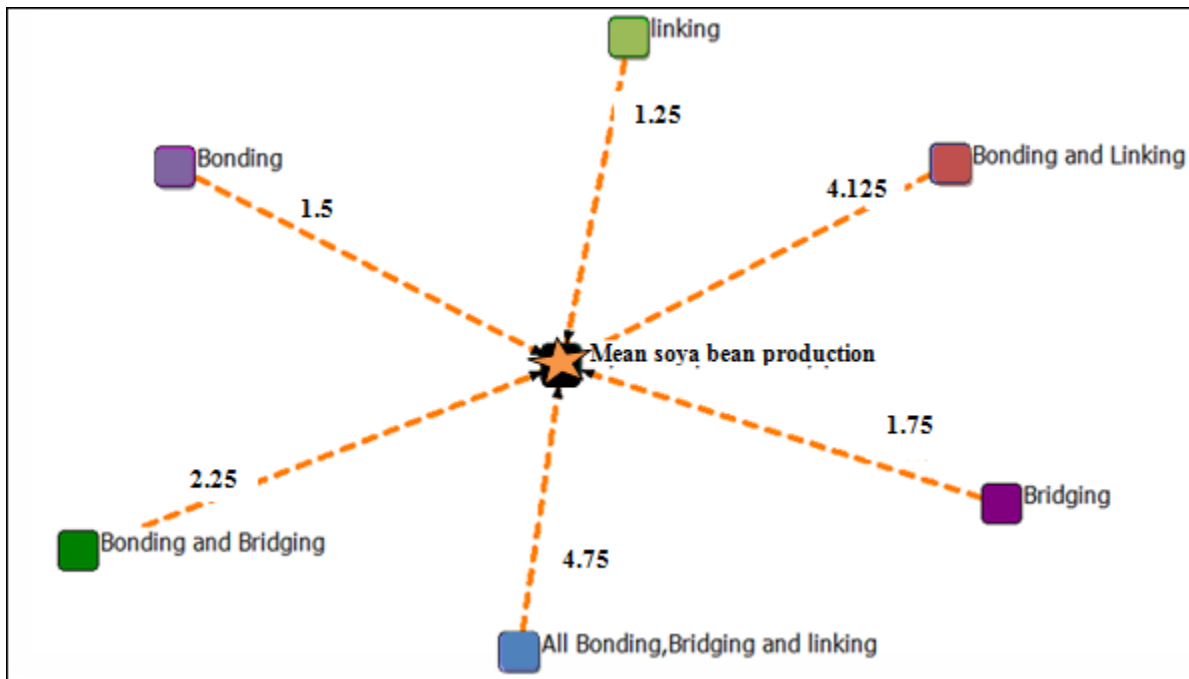 linking
1.25
Bonding
Bonding and Linking
4.125
1.5
Mean soya bean production
1.75
2.25
Bridging
Bonding and Bridging
4.75
All Bonding,Bridging and linking